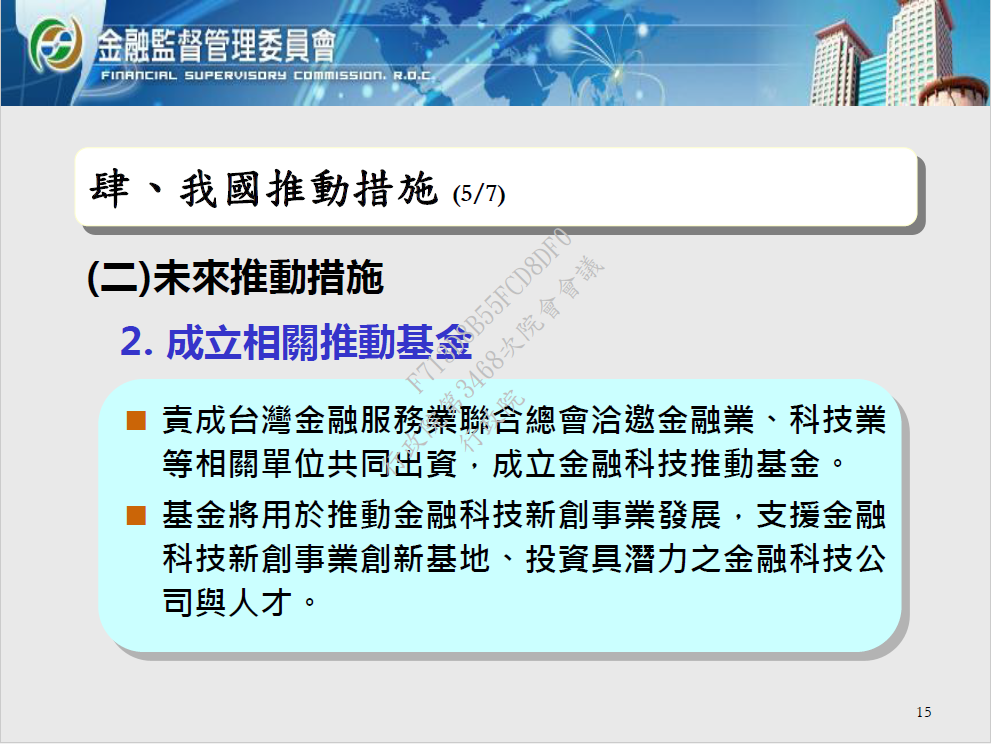 金融監督管理委員會
FINANCIAL SUPERVISORY COMMISSION. R.O.C.
肆、我國推動措施 (5/7)
(二)未來推動措施
2. 成立相關推動基金
■ 責成台灣金融服務業聯合總會洽邀金融業、科技業
等相關單位共同出資，成立金融科技推動基金。
■ 基金將用於推動金融科技新創事業發展，支援金融
科技新創事業創新基地、投資具潛力之金融科技公
司與人才。
行政院第3468次院會會議
行政院
15